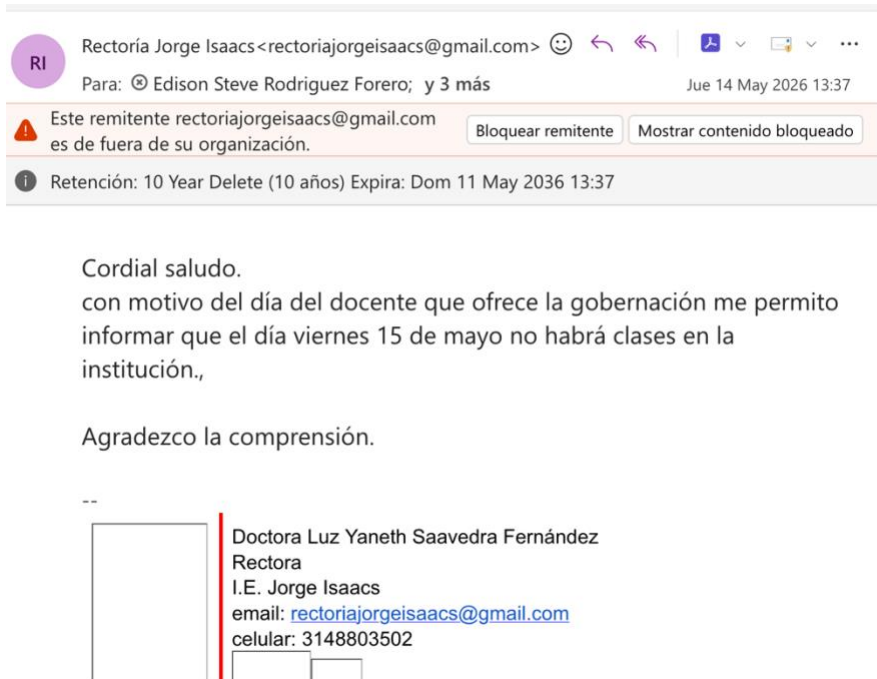 RI
Rectoría Jorge Isaacs<rectoriajorgeisaacs@gmail.com>
Para: Edison Steve Rodriguez Forero; y 3 más
Jue 14 May 2026 13:37
Este remitente rectoriajorgeisaacs@gmail.com
es de fuera de su organización.
Bloquear remitente
Mostrar contenido bloqueado
Retención: 10 Year Delete (10 años) Expira: Dom 11 May 2036 13:37
Cordial saludo.
con motivo del día del docente que ofrece la gobernación me permito
informar que el día viernes 15 de mayo no habrá clases en la
institución.,
Agradezco la comprensión.
--
Doctora Luz Yaneth Saavedra Fernández
Rectora
I.E. Jorge Isaacs
email: rectoriajorgeisaacs@gmail.com
celular: 3148803502